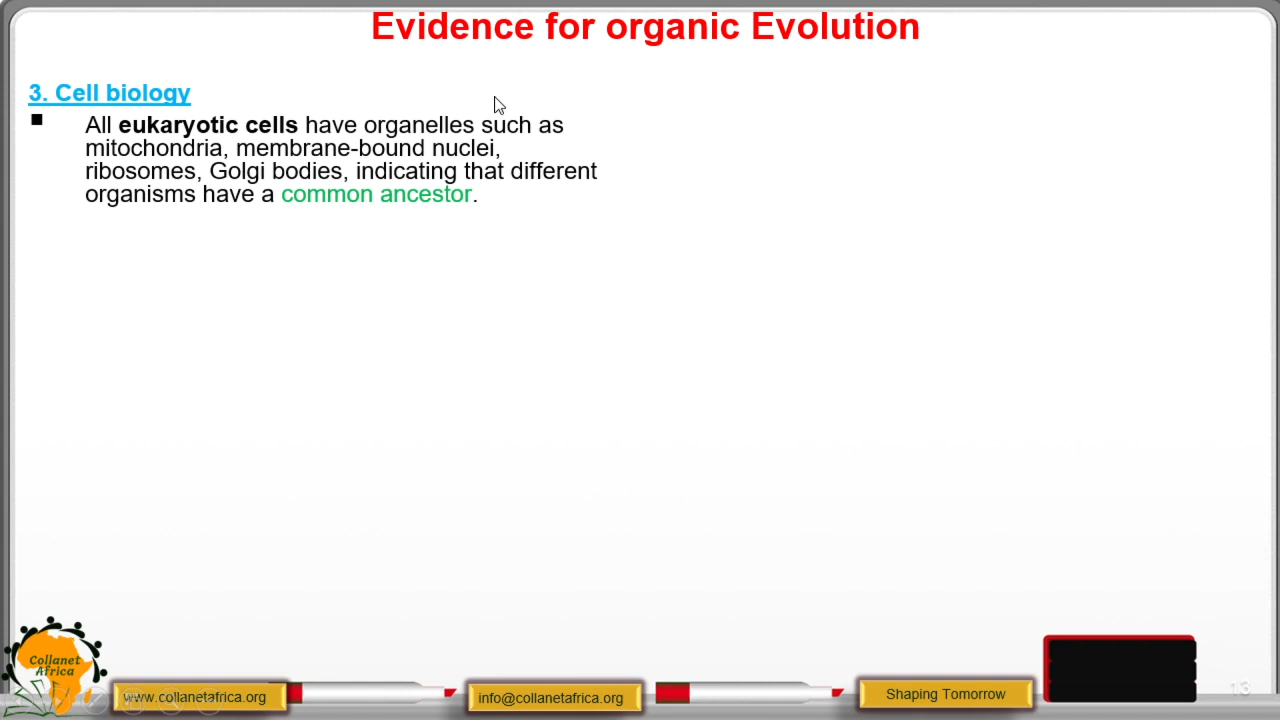 Evidence for organic Evolution
3. Cell biology
All eukaryotic cells have organelles such as
mitochondria, membrane-bound nuclei,
ribosomes, Golgi bodies, indicating that different
organisms have a common ancestor.
Collanet
Africa
www.collanetafrica.org
info@collanetafrica.org
Shaping Tomorrow
13